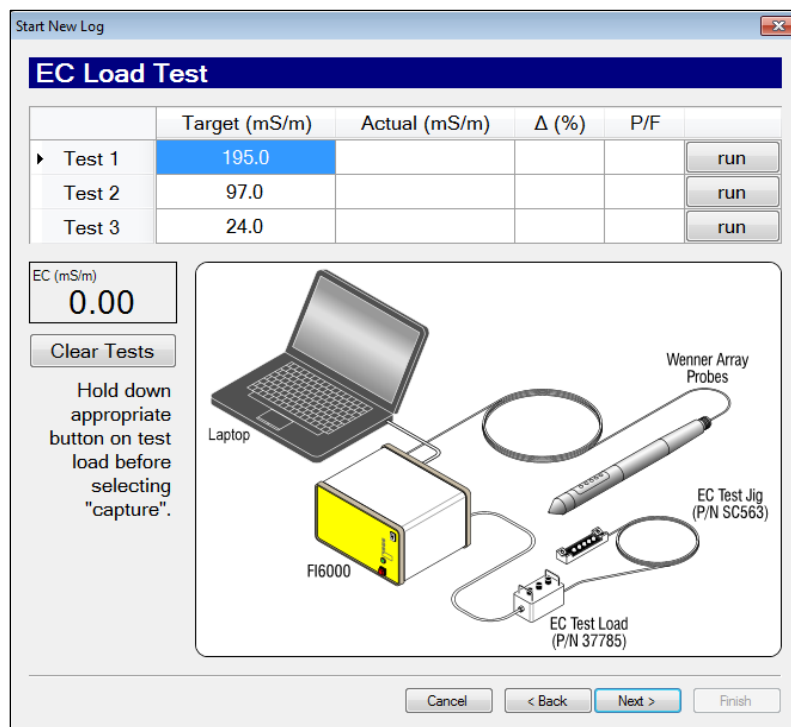 Start New Log
EC Load Test
Target (mS/m) Actual (mS/m) Δ (%) P/F
Test 1 195.0 run
Test 2 97.0 run
Test 3 24.0 run
EC (mS/m)
0.00
Clear Tests
Hold down
appropriate
button on test
load before
selecting
"capture".
Laptop
Wenner Array
Probes
EC Test Jig
(P/N SC563)
FI6000
EC Test Load
(P/N 37785)
Cancel < Back Next > Finish